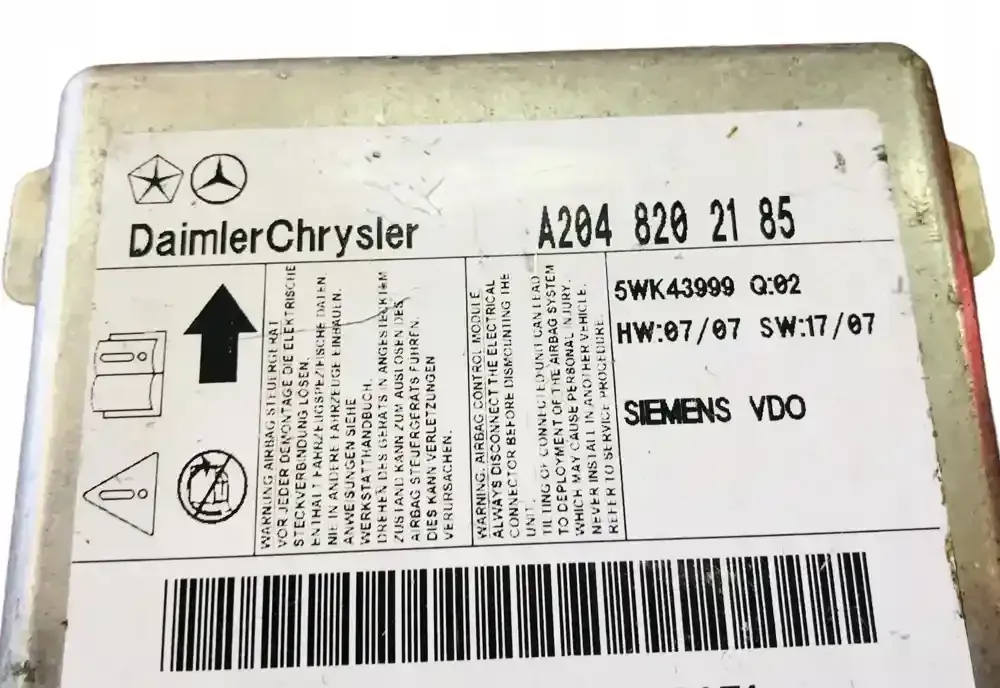 DaimlerChrysler
A204 820 21 85
WARNUNG AIRBAG STEUERGERÄT
VOR JEDER DEMONTAGE DIE ELEKTRISCHE
STECKVERBINDUNG LÖSEN.
ENTHÄLT FAHRZEUGSPEZIFISCHE DATEN.
NIE IN ANDERE FAHRZEUGE EINBAUEN.
ANWEISUNGEN SIEHE
WERKSTATTHANDBUCH.
DREHEN DES GERÄTS IN ANGESTECKTEM
ZUSTAND KANN ZUM AUSLÖSEN DES
AIRBAG STEUERGERÄTS FÜHREN.
DIES KANN VERLETZUNGEN
VERURSACHEN.
WARNING: AIRBAG CONTROL MODULE.
ALWAYS DISCONNECT THE ELECTRICAL
CONNECTOR BEFORE DISMOUNTING THE
UNIT.
TILTING OF CONNECTED UNIT CAN LEAD
TO DEPLOYMENT OF THE AIRBAG SYSTEM
WHICH MAY CAUSE PERSONAL INJURY.
NEVER INSTALL IN ANOTHER VEHICLE.
REFER TO SERVICE PROCEDURE.
5WK43999 Q:02
HW:07/07 SW:17/07
SIEMENS VDO